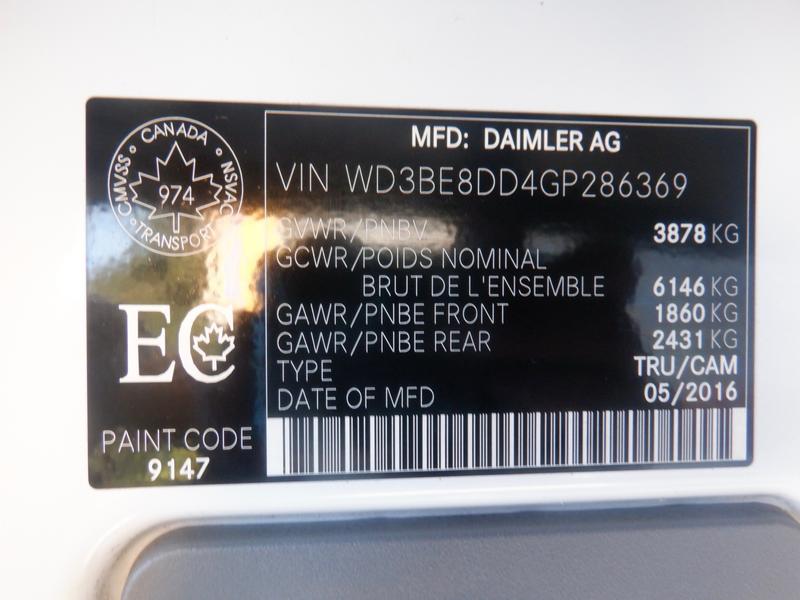 MFD: DAIMLER AG
VIN WD3BE8DD4GP286369
GVWR/PNBV 3878 KG
GCWR/POIDS NOMINAL
BRUT DE L'ENSEMBLE 6146 KG
GAWR/PNBE FRONT 1860 KG
GAWR/PNBE REAR 2431 KG
TYPE TRU/CAM
DATE OF MFD 05/2016
CANADA
CMVSS
NSVAC
974
TRANSPORT
EC
PAINT CODE
9147